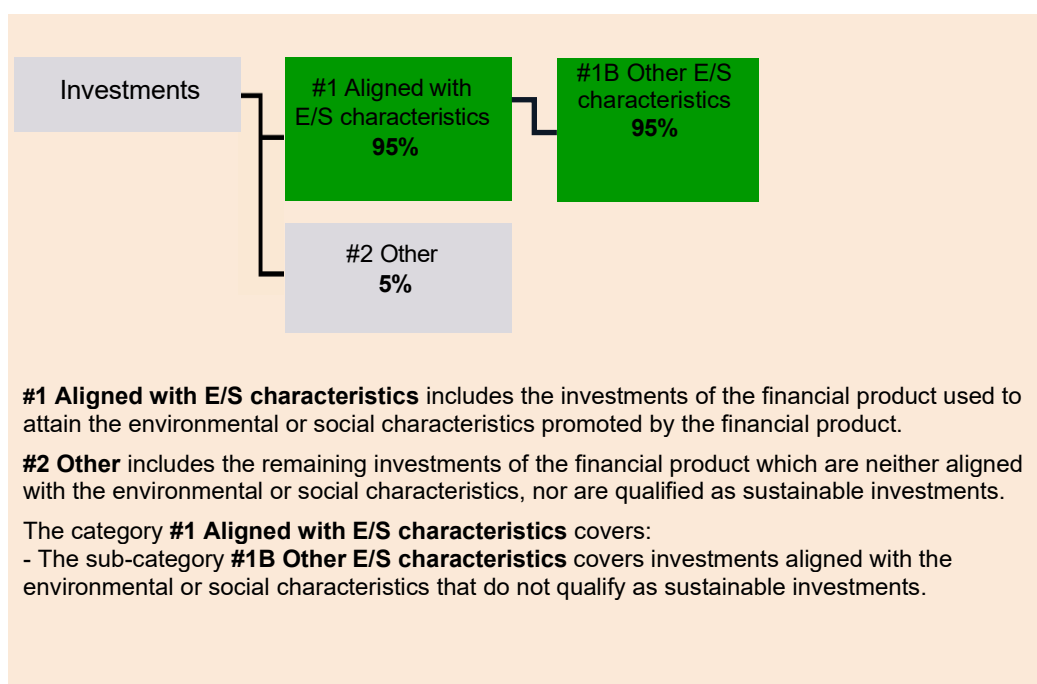 Investments
#1 Aligned with
E/S characteristics
95%
#1B Other E/S
characteristics
95%
#2 Other
5%
#1 Aligned with E/S characteristics includes the investments of the financial product used to
attain the environmental or social characteristics promoted by the financial product.
#2 Other includes the remaining investments of the financial product which are neither aligned
with the environmental or social characteristics, nor are qualified as sustainable investments.
The category #1 Aligned with E/S characteristics covers:
- The sub-category #1B Other E/S characteristics covers investments aligned with the
environmental or social characteristics that do not qualify as sustainable investments.